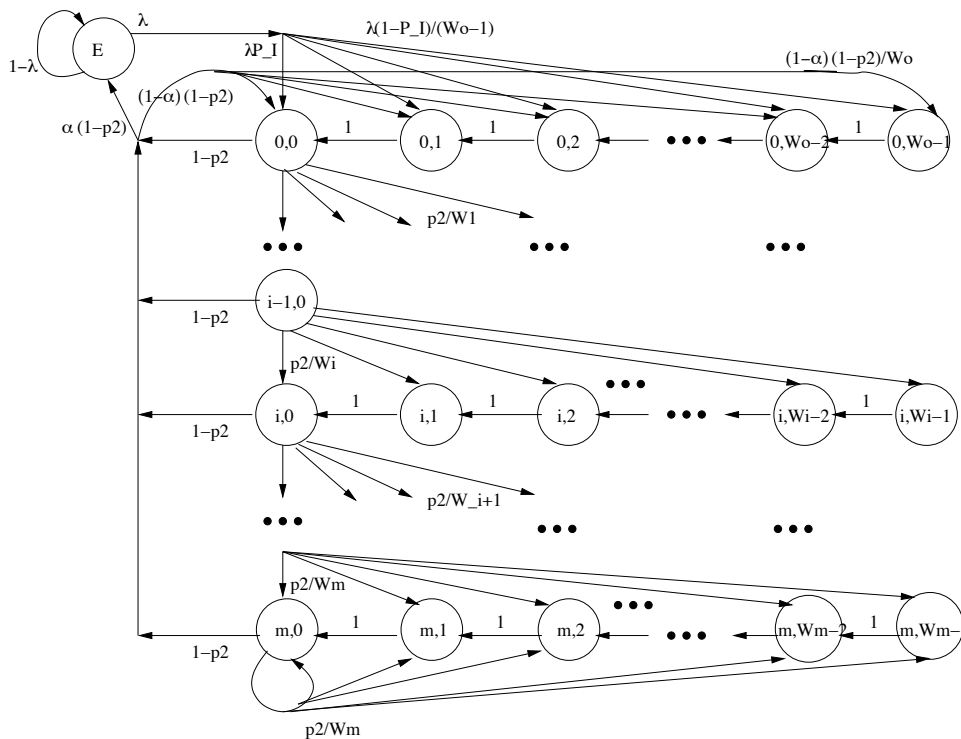 λ
λ(1−P_I)/(Wo−1)
E
λP_I
1−λ
(1−α)(1−p2)/Wo
(1−α)(1−p2)
α(1−p2)
1−p2
0,0
1
0,1
1
0,2
0,Wo−2
1
0,Wo−1
p2/W1
i−1,0
1−p2
p2/Wi
1−p2
i,0
1
i,1
1
i,2
i,Wi−2
1
i,Wi−1
p2/W_i+1
p2/Wm
1−p2
m,0
1
m,1
1
m,2
m,Wm−2
1
m,Wm−
p2/Wm